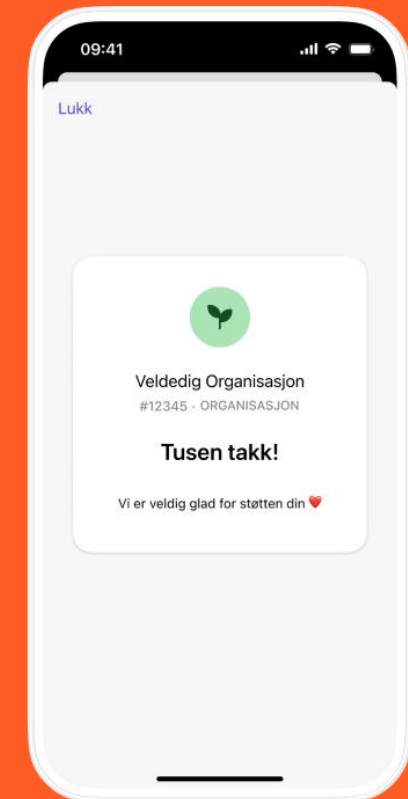 09:41
Lukk
Veldedig Organisasjon
#12345 · ORGANISASJON
Tusen takk!
Vi er veldig glad for støtten din ❤️